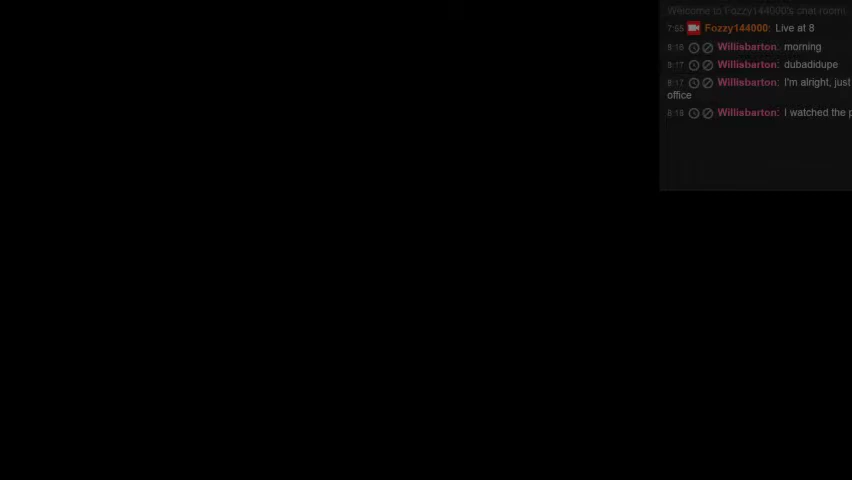 Welcome to Fozzy144000's chat room!
7:55 Fozzy144000: Live at 8
8:16 Willisbarton: morning
8:17 Willisbarton: dubadidupe
8:17 Willisbarton: I'm alright, just
office
8:18 Willisbarton: I watched the